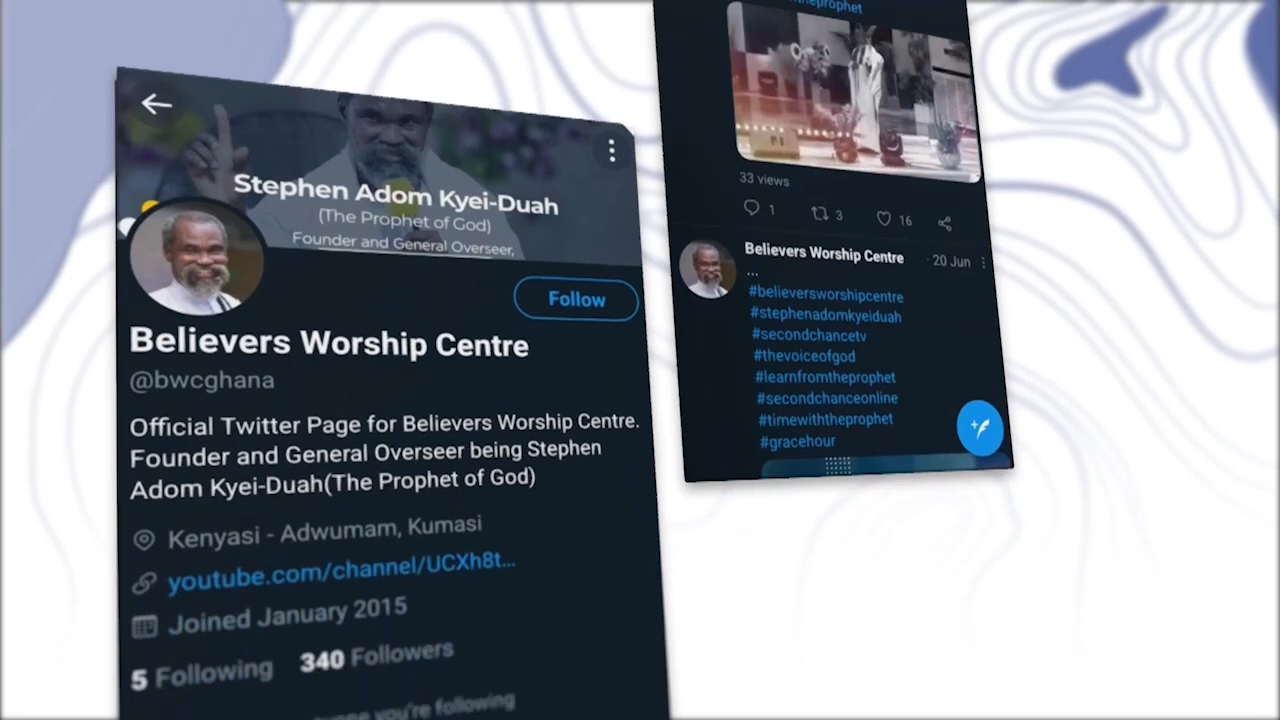 Stephen Adom Kyei-Duah
(The Prophet of God)
Founder and General Overseer,
Follow
Believers Worship Centre
@bwcghana
Official Twitter Page for Believers Worship Centre.
Founder and General Overseer being Stephen
Adom Kyei-Duah(The Prophet of God)
Kenyasi - Adwumam, Kumasi
youtube.com/channel/UCXh8t...
Joined January 2015
5 Following 340 Followers
you're following
33 views
1 3 16
Believers Worship Centre · 20 Jun
...
#believersworshipcentre
#stephenadomkyeiduah
#secondchancetv
#thevoiceofgod
#learnfromtheprophet
#secondchanceonline
#timewiththeprophet
#gracehour